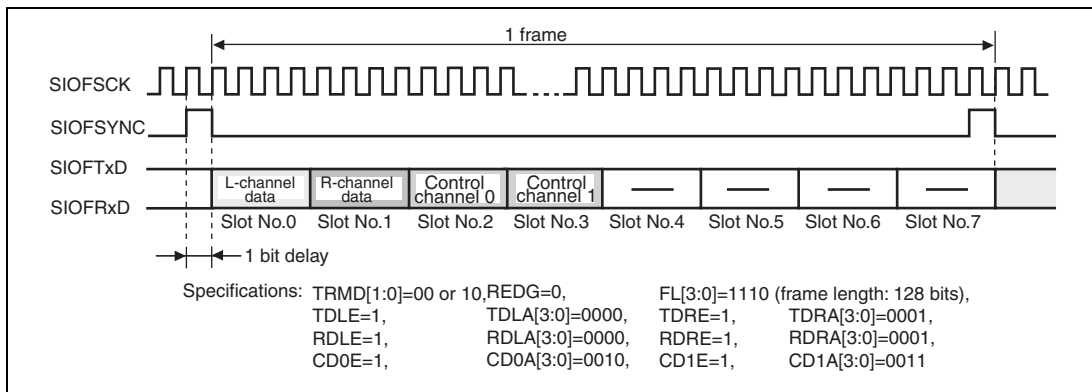 1 frame
SIOFSCK
SIOFSYNC
SIOFTxD
SIOFRxD
L-channel data
R-channel data
Control channel 0
Control channel 1
Slot No.0 Slot No.1 Slot No.2 Slot No.3 Slot No.4 Slot No.5 Slot No.6 Slot No.7
1 bit delay
Specifications: TRMD[1:0]=00 or 10, REDG=0, FL[3:0]=1110 (frame length: 128 bits),
TDLE=1, TDLA[3:0]=0000, TDRE=1, TDRA[3:0]=0001,
RDLE=1, RDLA[3:0]=0000, RDRE=1, RDRA[3:0]=0001,
CD0E=1, CD0A[3:0]=0010, CD1E=1, CD1A[3:0]=0011